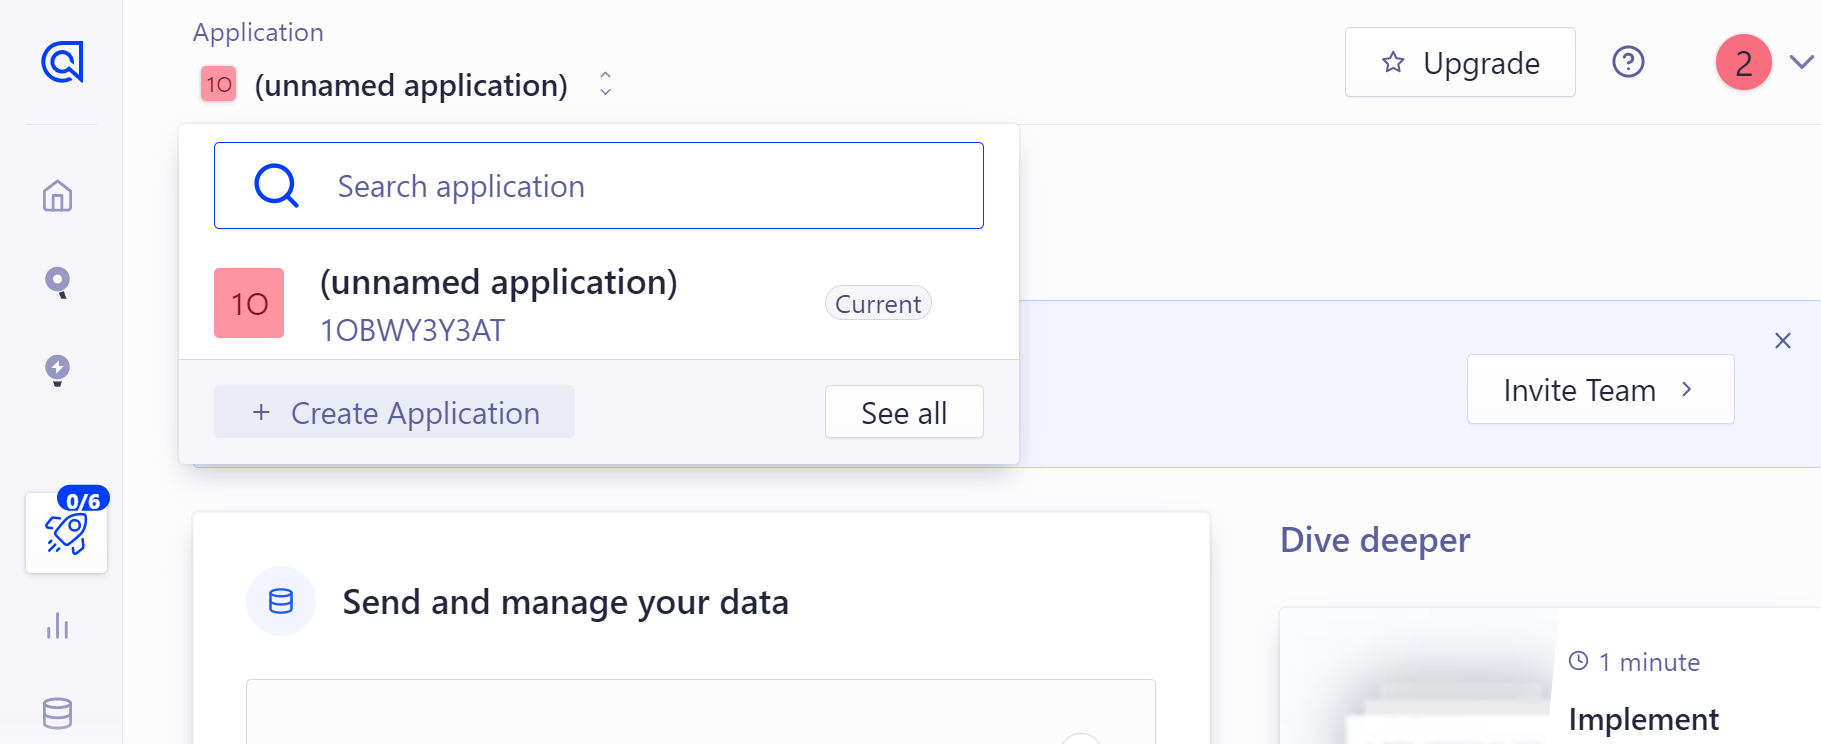 Application
1O (unnamed application)
Upgrade
2
Search application
1O
(unnamed application)
1OBWY3Y3AT
Current
+ Create Application
See all
Invite Team
0/6
Send and manage your data
Dive deeper
1 minute
Implement